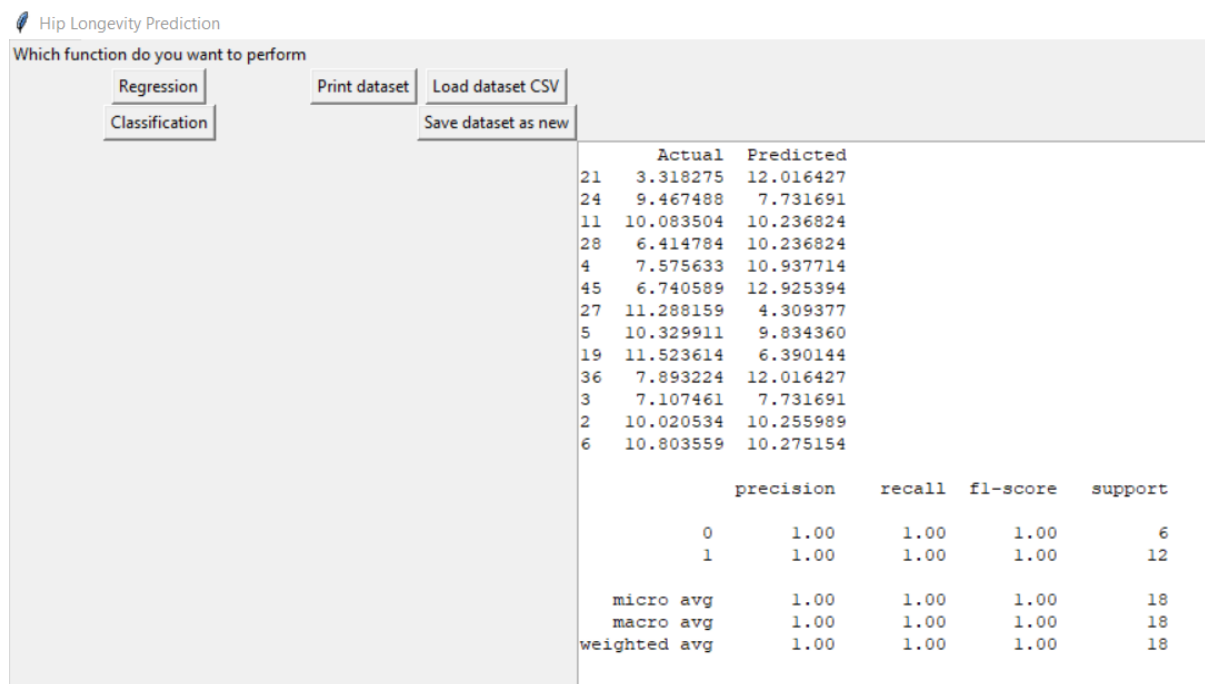 Hip Longevity Prediction
Which function do you want to perform
Regression Print dataset Load dataset CSV
Classification Save dataset as new
Actual Predicted
21 3.318275 12.016427
24 9.467488 7.731691
11 10.083504 10.236824
28 6.414784 10.236824
4 7.575633 10.937714
45 6.740589 12.925394
27 11.288159 4.309377
5 10.329911 9.834360
19 11.523614 6.390144
36 7.893224 12.016427
3 7.107461 7.731691
2 10.020534 10.255989
6 10.803559 10.275154
precision recall f1-score support
0 1.00 1.00 1.00 6
1 1.00 1.00 1.00 12
micro avg 1.00 1.00 1.00 18
macro avg 1.00 1.00 1.00 18
weighted avg 1.00 1.00 1.00 18